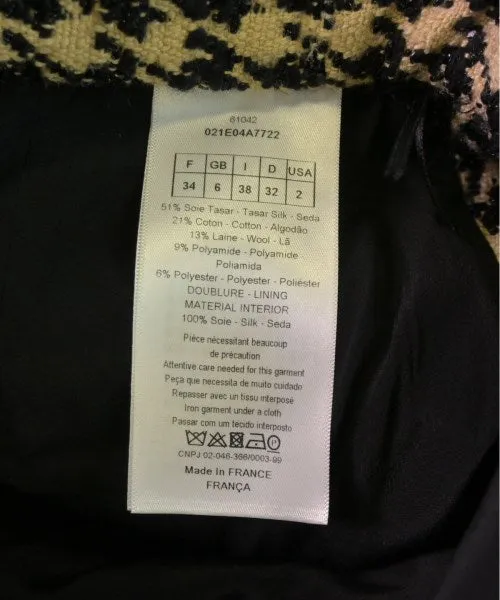 61042
021E04A7722
F GB I D USA
34 6 38 32 2
51% Soie Tasar - Tasar Silk - Seda
21% Coton - Cotton - Algodão
13% Laine - Wool - Lã
9% Polyamide - Polyamide
Poliamida
6% Polyester - Polyester - Poliéster
DOUBLURE - LINING
MATERIAL INTERIOR
100% Soie - Silk - Seda
Pièce nécessitant beaucoup
de précaution
Attentive care needed for this garment
Peça que necessita de muito cuidado
Repasser avec un tissu interposé
Iron garment under a cloth
Passar com um tecido interposto
P
CNPJ 02-046-366/0003-99
Made In FRANCE
FRANÇA